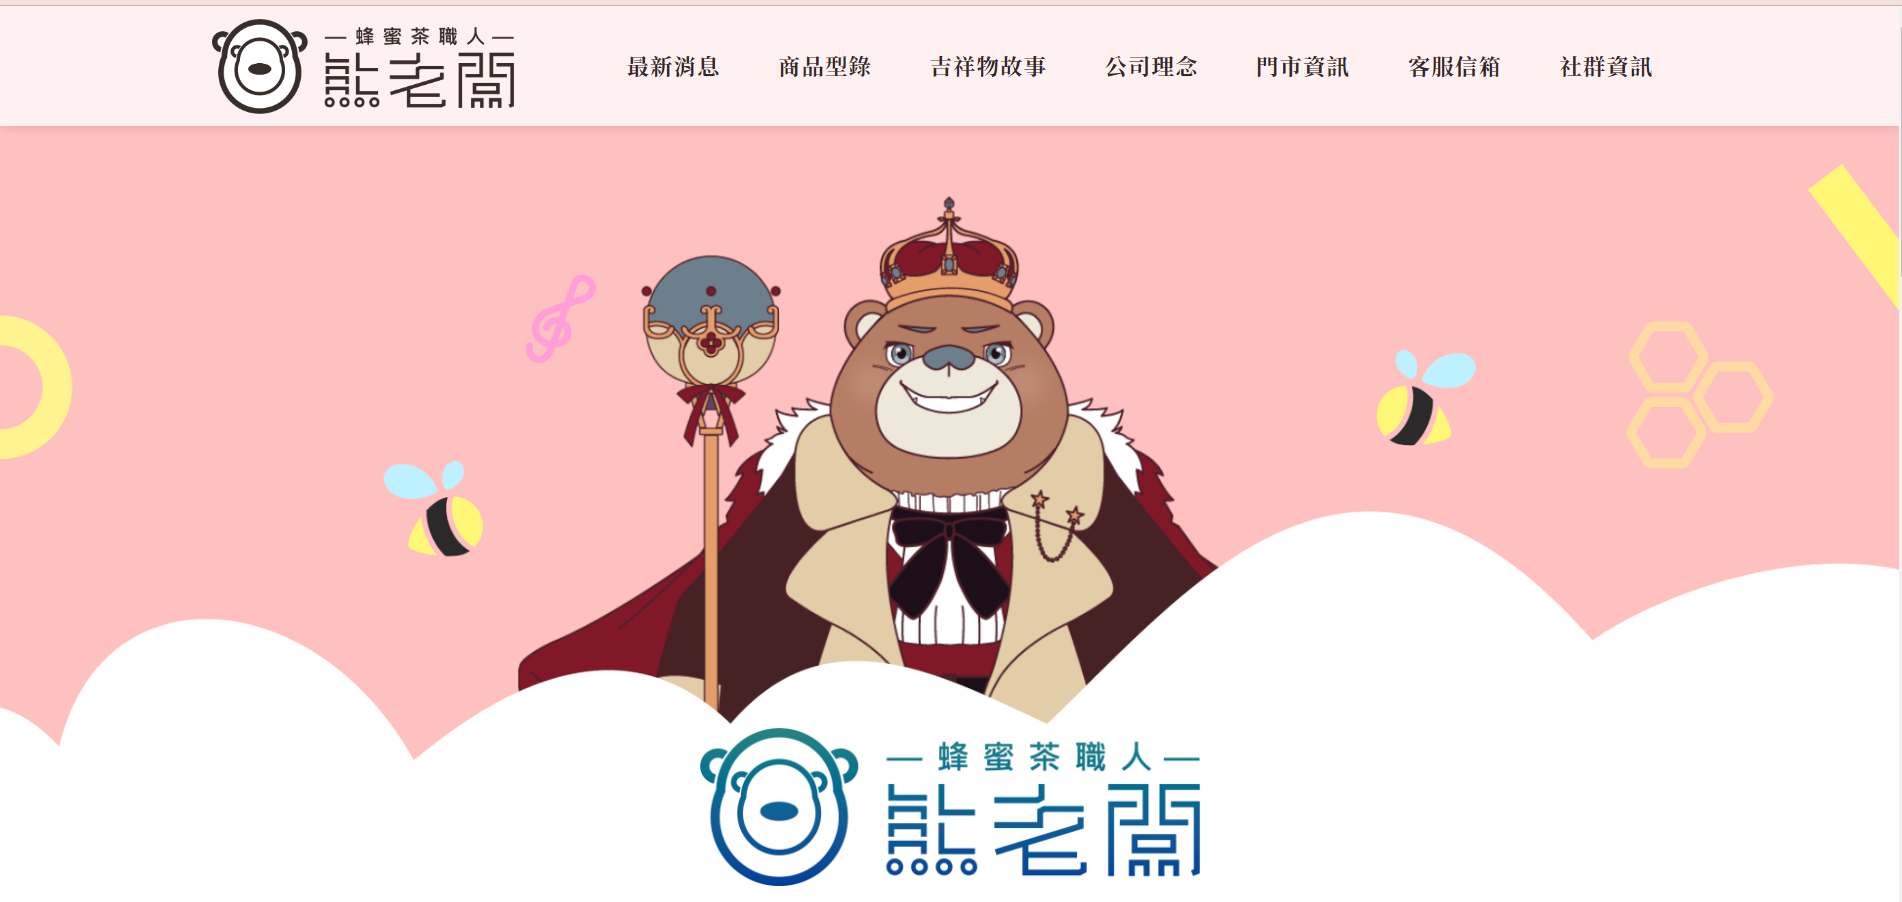 —蜂蜜茶職人—
熊老闆
最新消息
商品型錄
吉祥物故事
公司理念
門市資訊
客服信箱
社群資訊
—蜂蜜茶職人—
熊老闆